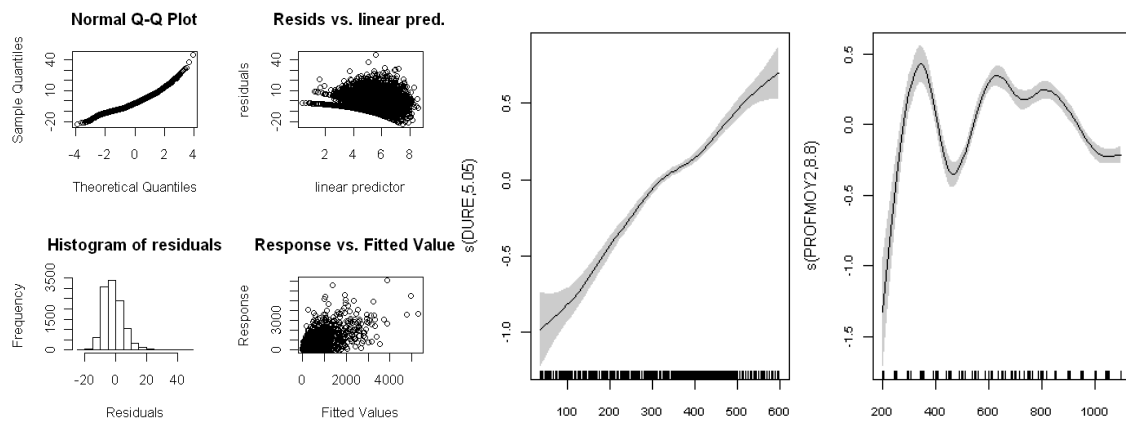 Normal Q-Q Plot
Sample Quantiles
-20 10 40
-4 -2 0 2 4
Theoretical Quantiles
Resids vs. linear pred.
residuals
-20 10 40
2 4 6 8
linear predictor
Histogram of residuals
Frequency
0 1500 3500
-20 0 20 40
Residuals
Response vs. Fitted Value
Response
0 3000
0 2000 4000
Fitted Values
s(DURE,5.05)
-1.0 -0.5 0.0 0.5
100 200 300 400 500 600
s(PROFMOY2,8.8)
-1.5 -1.0 -0.5 0.0 0.5
200 400 600 800 1000